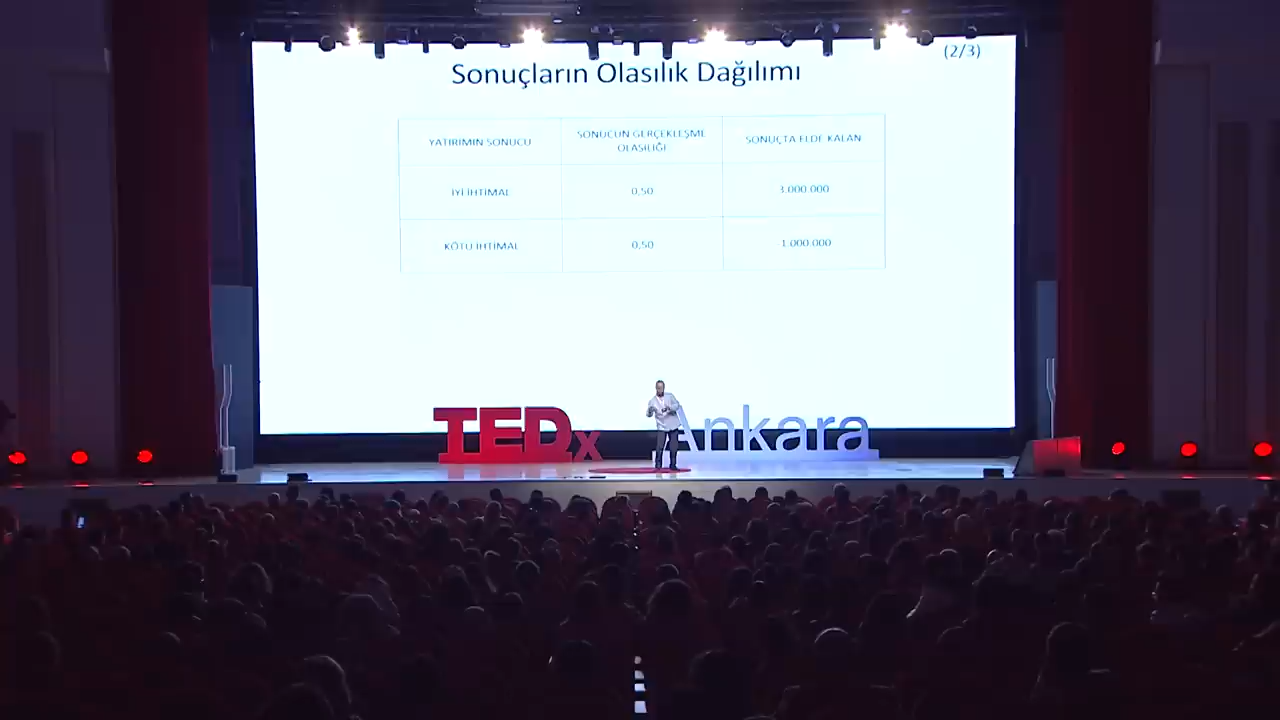 (2/3)
Sonuçların Olasılık Dağılımı
YATIRIMIN SONUCU
SONUCUN GERÇEKLEŞME
OLASILIĞI
SONUÇTA ELDE KALAN
İYİ İHTİMAL
0,50
3.000.000
KÖTÜ İHTİMAL
0,50
1.000.000
TEDx Ankara